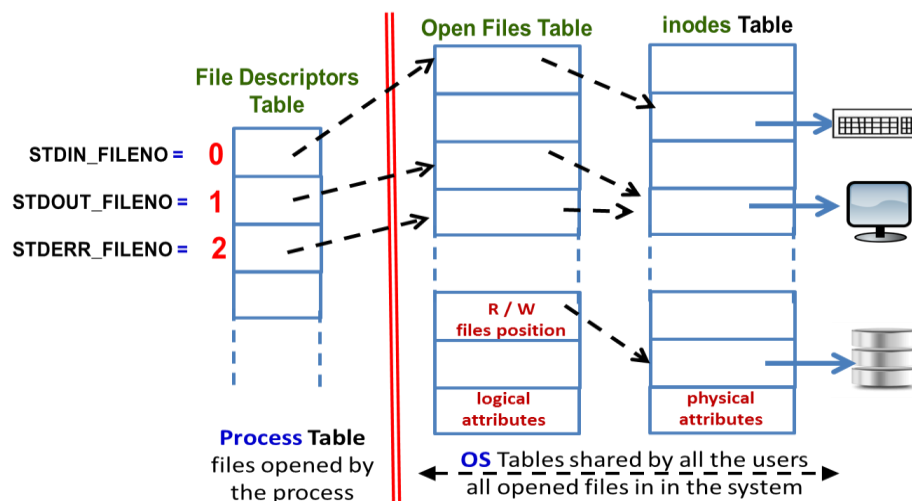 Open Files Table
inodes Table
File Descriptors
Table
STDIN_FILENO = 0
STDOUT_FILENO = 1
STDERR_FILENO = 2
R / W
files position
logical
attributes
physical
attributes
Process Table
files opened by
the process
OS Tables shared by all the users
all opened files in in the system